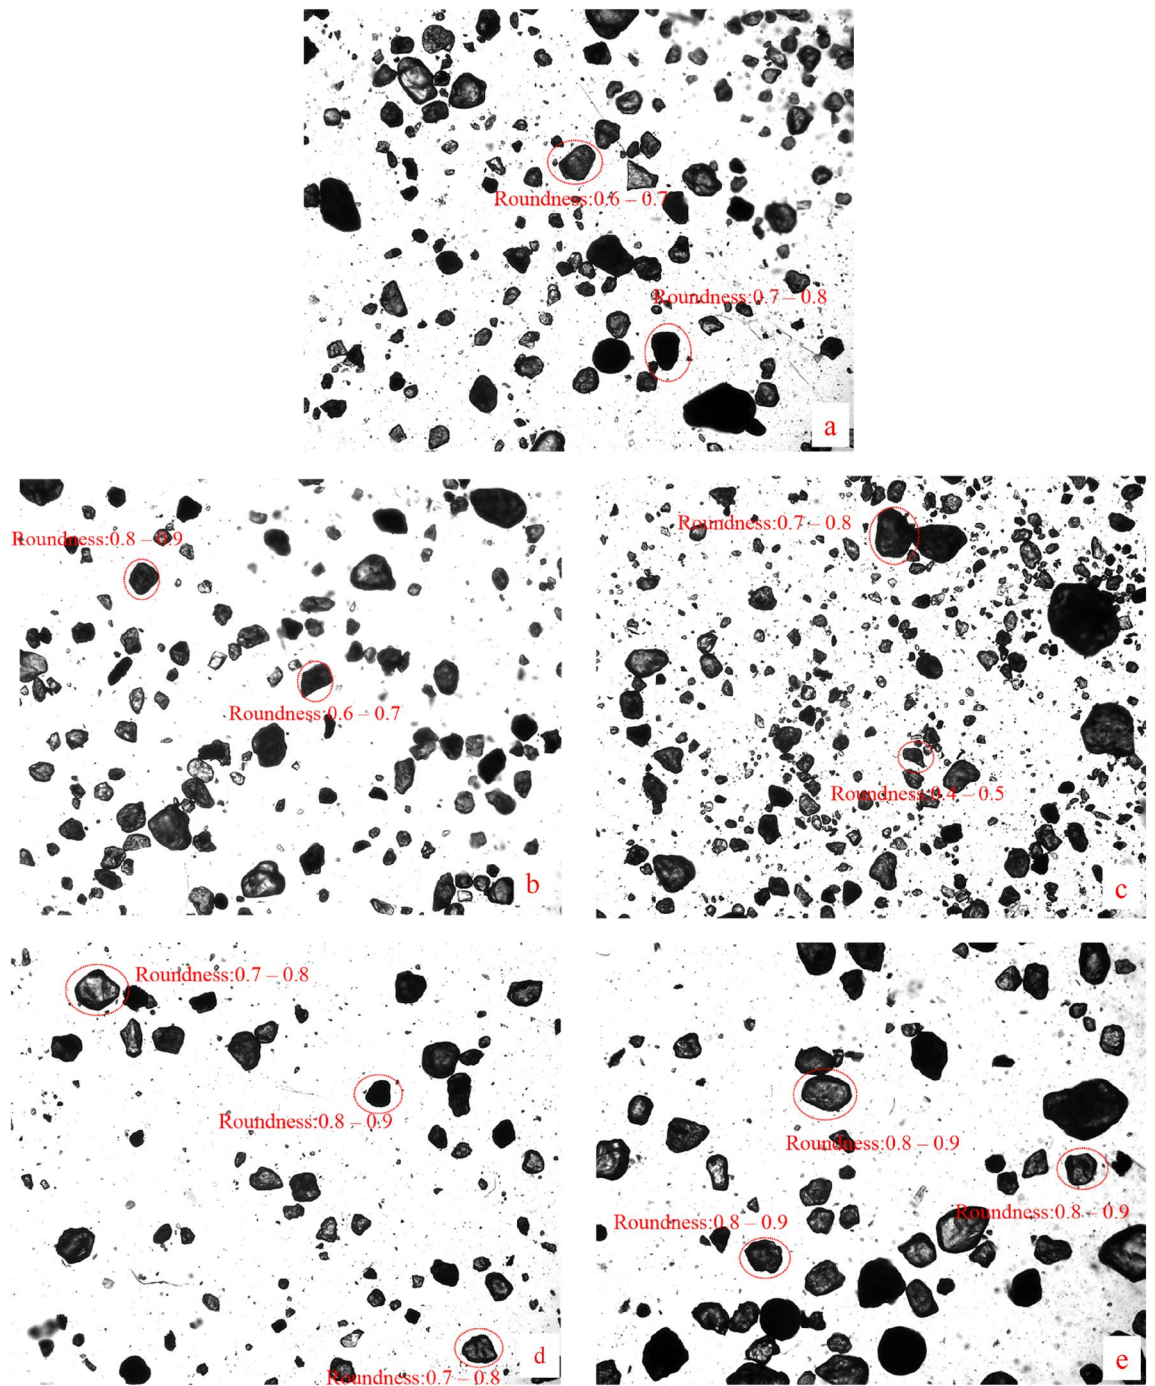 Roundness:0.6 – 0.7
Roundness:0.7 – 0.8
a
Roundness:0.8 – 0.9
Roundness:0.6 – 0.7
b
Roundness:0.7 – 0.8
Roundness:0.4 – 0.5
c
Roundness:0.7 – 0.8
Roundness:0.8 – 0.9
Roundness:0.7 – 0.8
d
Roundness:0.8 – 0.9
Roundness:0.8 – 0.9
Roundness:0.8 – 0.9
e